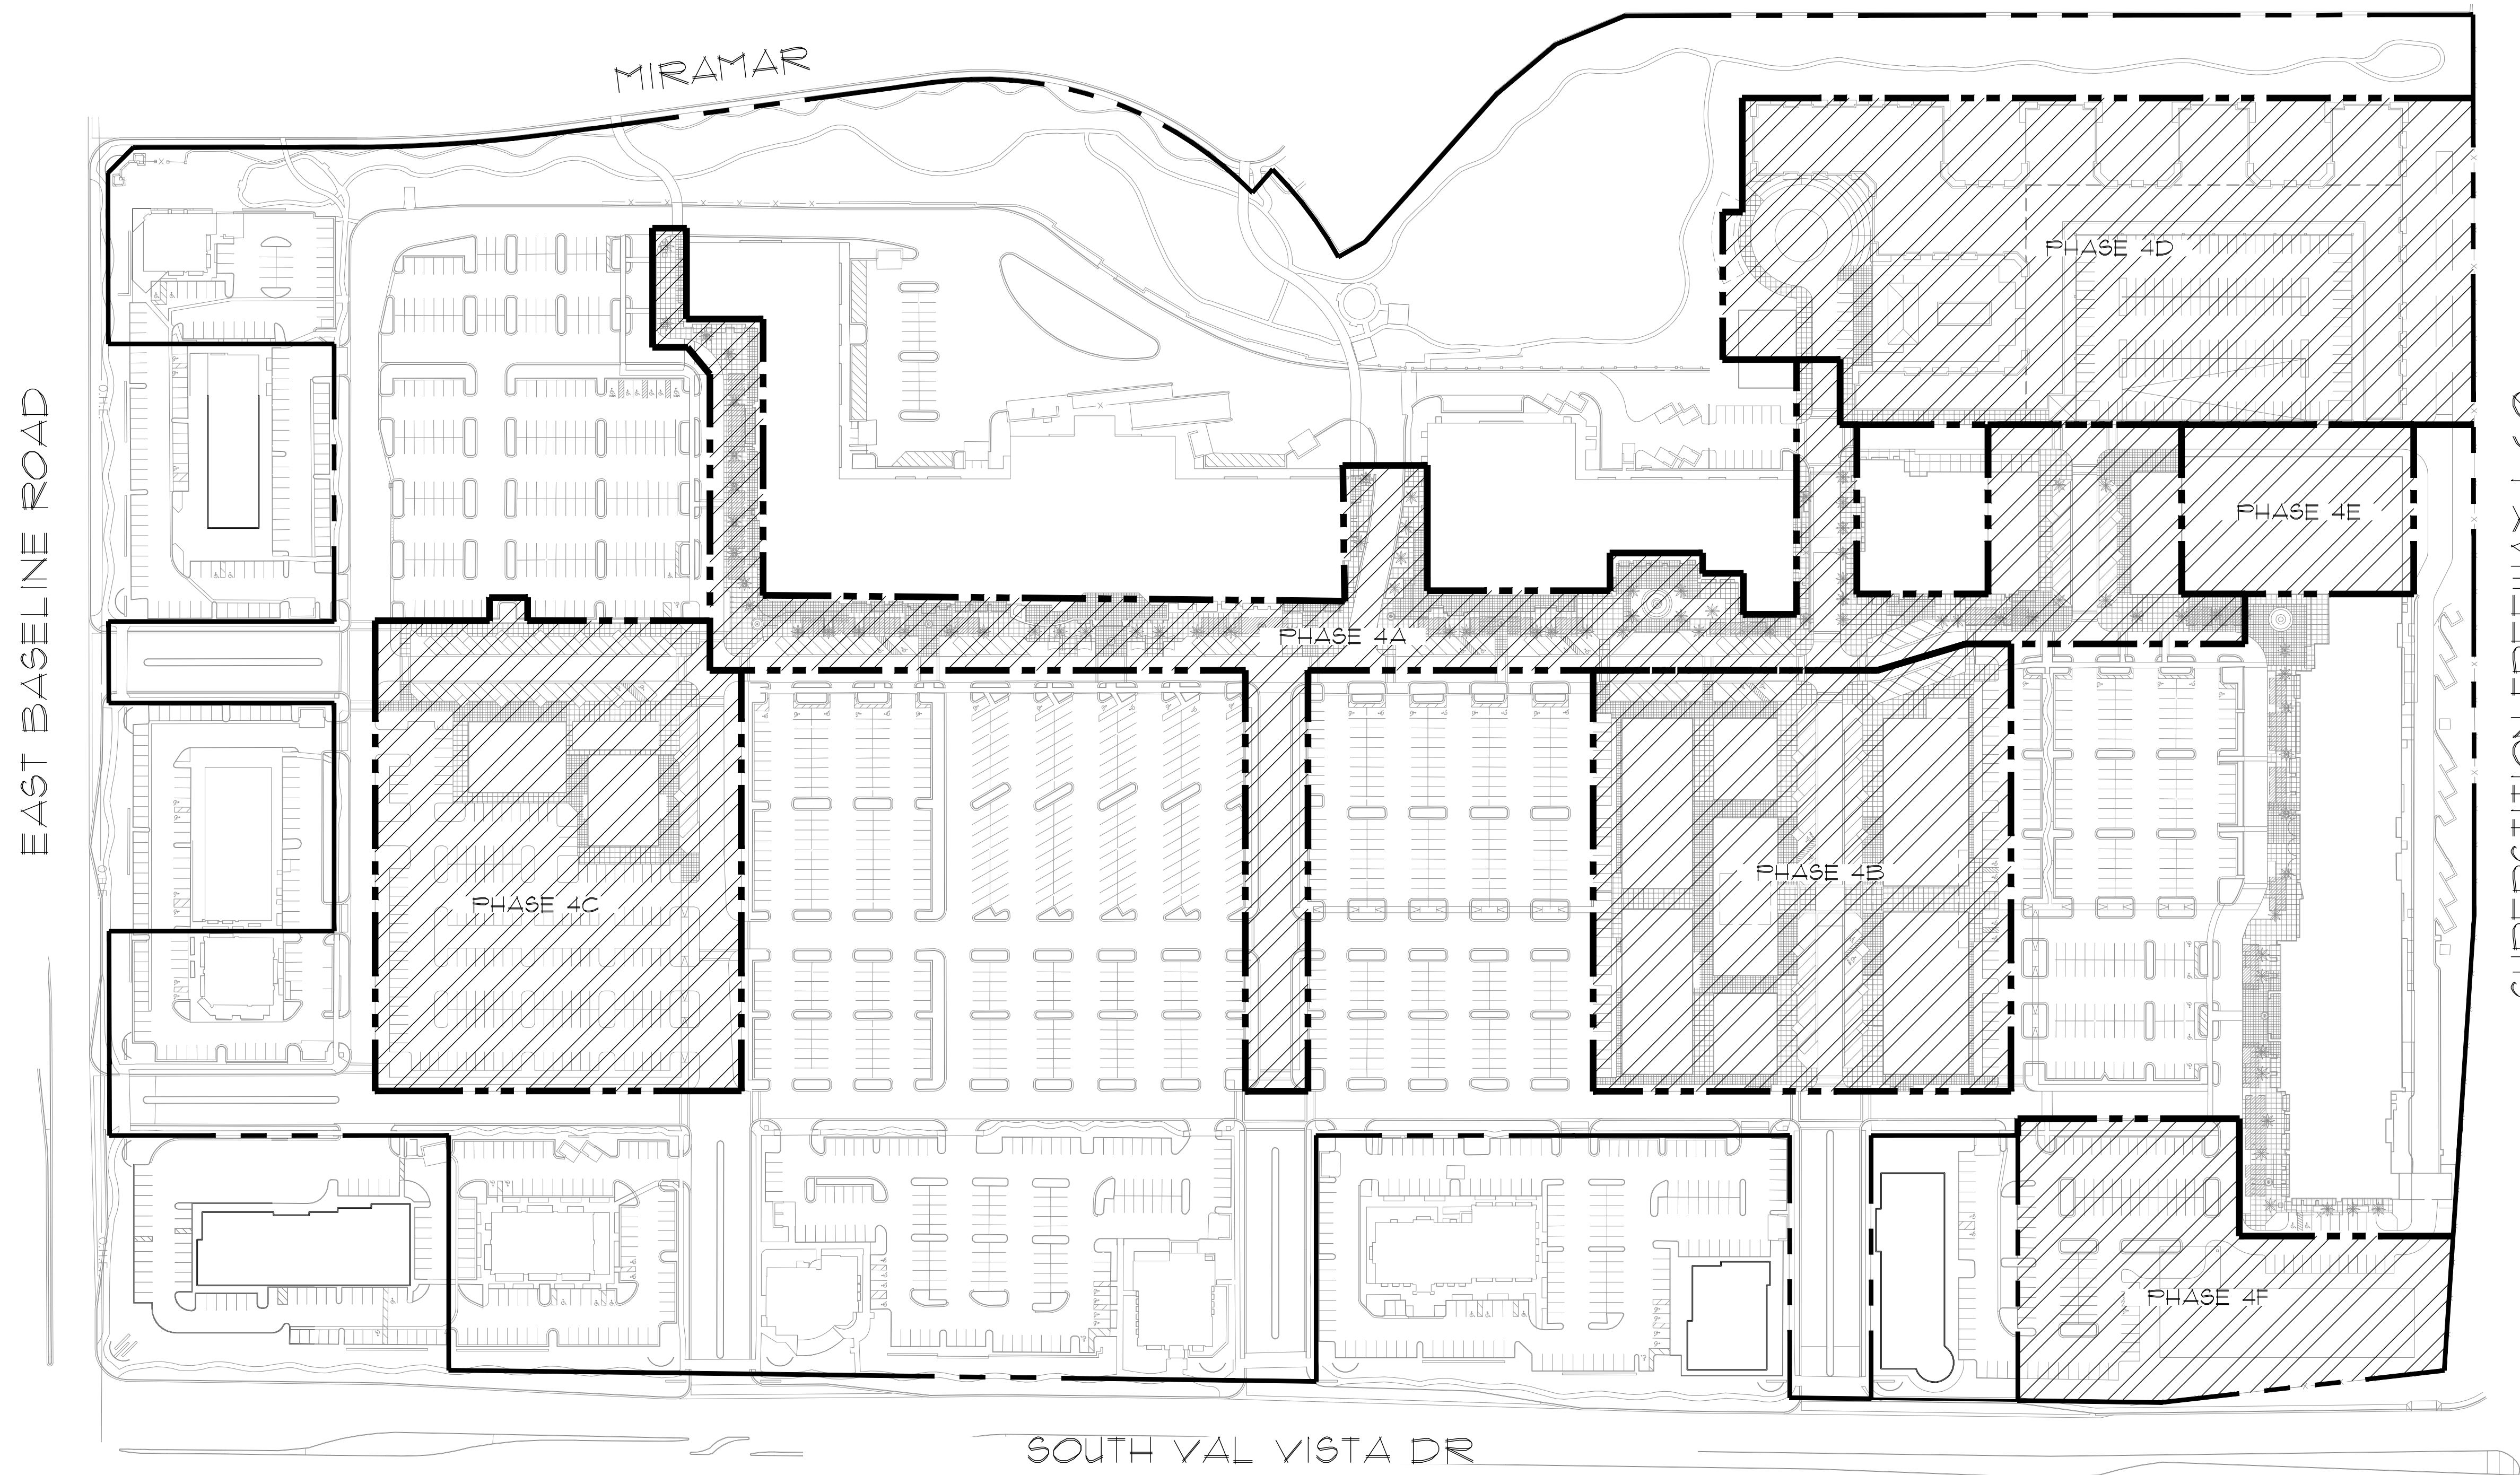 MIRAMAR
PHASE 4D
EAST BASELINE ROAD
PHASE 4E
PHASE 4A
PHASE 4B
PHASE 4C
PHASE 4F
SOUTH VAL VISTA DR